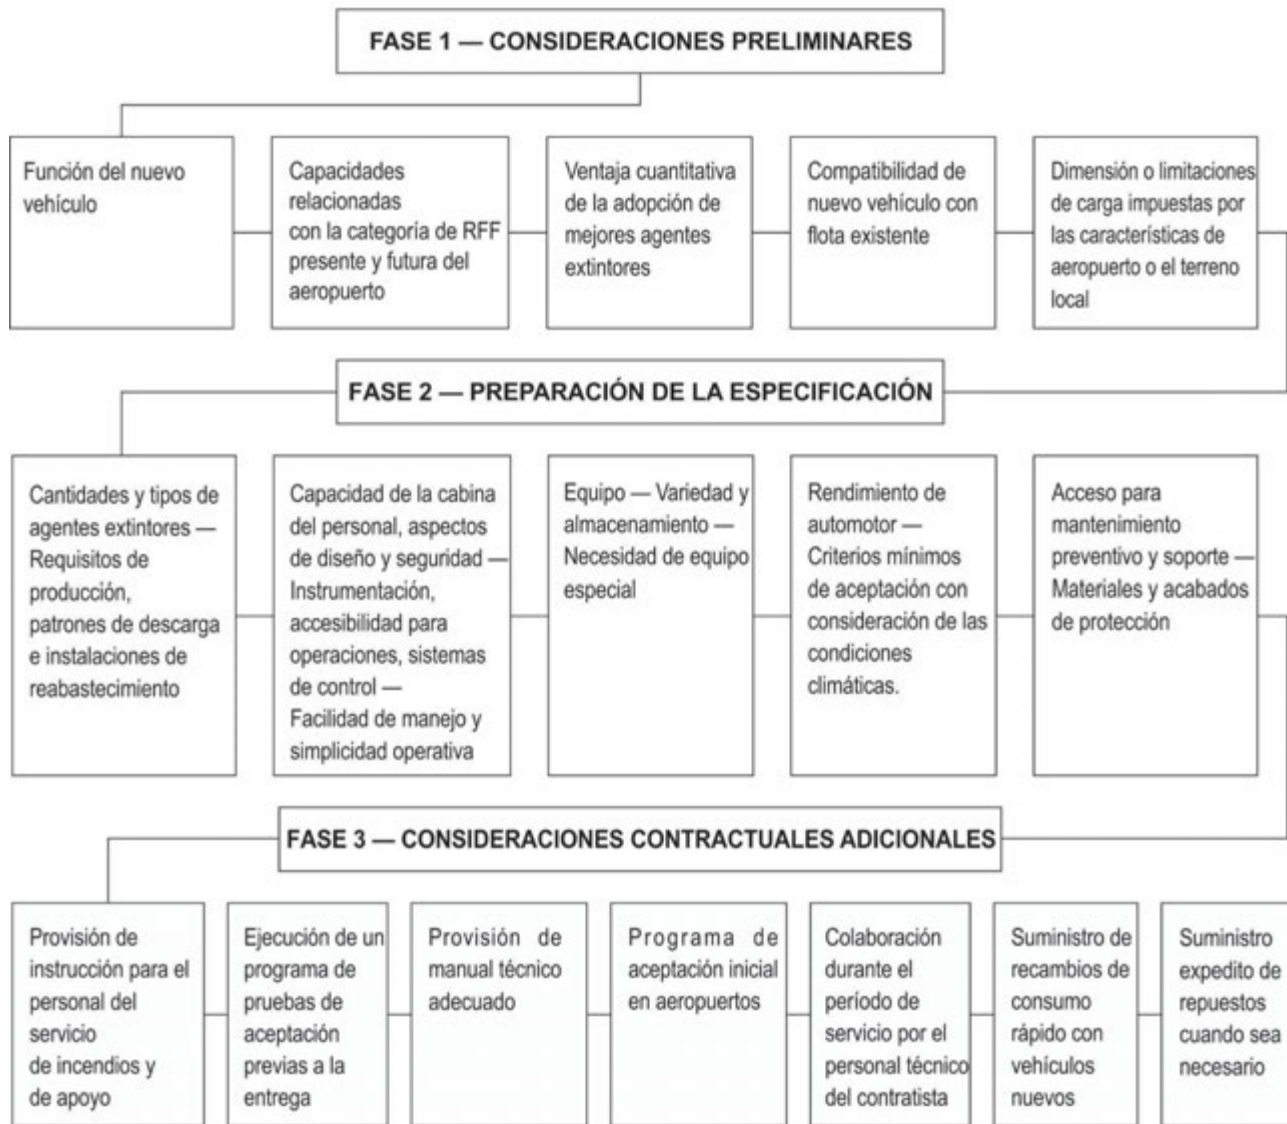 FASE 1 — CONSIDERACIONES PRELIMINARES
Función del nuevo
vehículo
Capacidades
relacionadas
con la categoría de RFF
presente y futura del
aeropuerto
Ventaja cuantitativa
de la adopción de
mejores agentes
extintores
Compatibilidad de
nuevo vehículo con
flota existente
Dimensión o limitaciones
de carga impuestas por
las características de
aeropuerto o el terreno
local
FASE 2 — PREPARACIÓN DE LA ESPECIFICACIÓN
Cantidades y tipos de
agentes extintores —
Requisitos de
producción,
patrones de descarga
e instalaciones de
reabastecimiento
Capacidad de la cabina
del personal, aspectos
de diseño y seguridad —
Instrumentación,
accesibilidad para
operaciones, sistemas
de control —
Facilidad de manejo y
simplicidad operativa
Equipo — Variedad y
almacenamiento —
Necesidad de equipo
especial
Rendimiento de
automotor —
Criterios mínimos
de aceptación con
consideración de las
condiciones
climáticas.
Acceso para
mantenimiento
preventivo y soporte —
Materiales y acabados
de protección
FASE 3 — CONSIDERACIONES CONTRACTUALES ADICIONALES
Provisión de
instrucción para el
personal del
servicio
de incendios y
de apoyo
Ejecución de un
programa de
pruebas de
aceptación
previas a la
entrega
Provisión de
manual técnico
adecuado
Programa de
aceptación inicial
en aeropuertos
Colaboración
durante el
período de
servicio por el
personal técnico
del contratista
Suministro de
recambios de
consumo
rápido con
vehículos
nuevos
Suministro
expedito de
repuestos
cuando sea
necesario